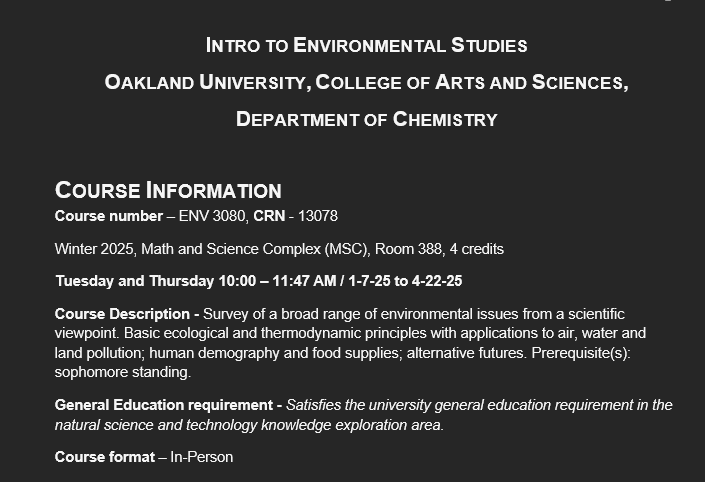 INTRO TO ENVIRONMENTAL STUDIES
OAKLAND UNIVERSITY, COLLEGE OF ARTS AND SCIENCES,
DEPARTMENT OF CHEMISTRY
COURSE INFORMATION
Course number – ENV 3080, CRN - 13078
Winter 2025, Math and Science Complex (MSC), Room 388, 4 credits
Tuesday and Thursday 10:00 – 11:47 AM / 1-7-25 to 4-22-25
Course Description - Survey of a broad range of environmental issues from a scientific
viewpoint. Basic ecological and thermodynamic principles with applications to air, water and
land pollution; human demography and food supplies; alternative futures. Prerequisite(s):
sophomore standing.
General Education requirement - Satisfies the university general education requirement in the
natural science and technology knowledge exploration area.
Course format – In-Person